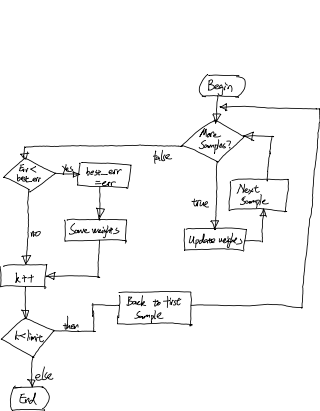 Begin
More
Samples?
false
Err <
best_err
Yes
best_err
=err
Next
Sample
true
no
Save weights
Update weights
k++
Back to first
Sample
k<limit
then
else
End